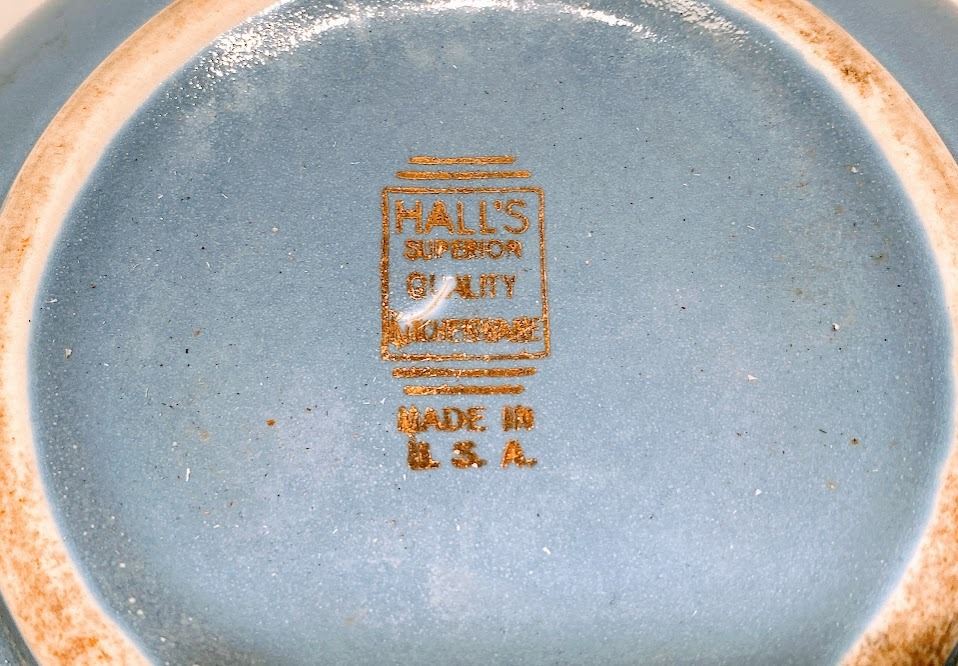 HALL'S
SUPERIOR
QUALITY
KITCHENWARE
MADE IN
U. S. A.